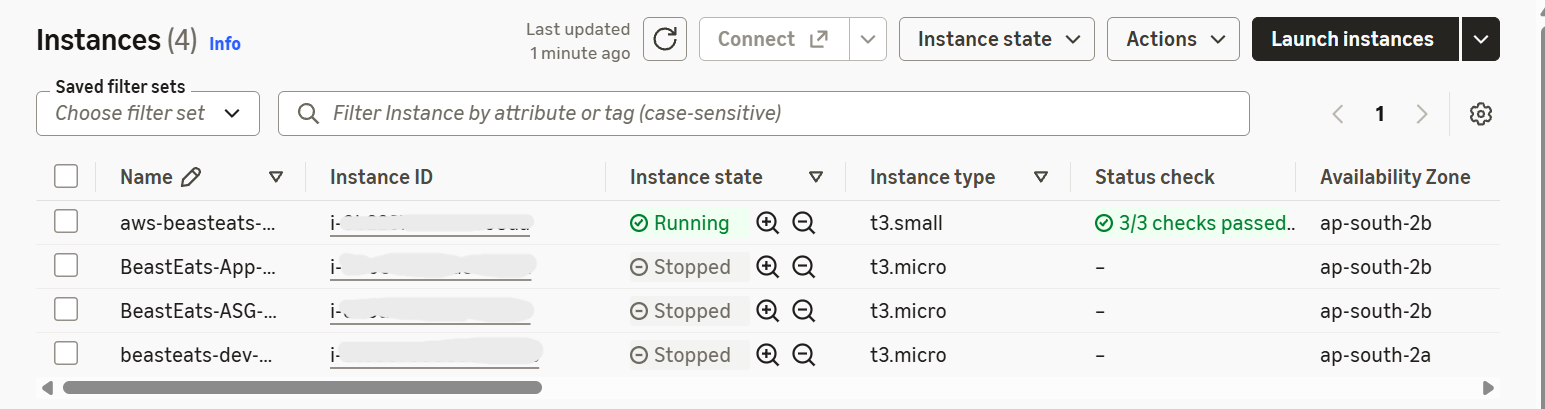 Instances (4) Info
Last updated
1 minute ago
Connect
Instance state
Actions
Launch instances
Saved filter sets
Choose filter set
Filter Instance by attribute or tag (case-sensitive)
1
Name Instance ID Instance state Instance type Status check Availability Zone
aws-beasteats-... i- Running t3.small 3/3 checks passed.. ap-south-2b
BeastEats-App-... i- Stopped t3.micro – ap-south-2b
BeastEats-ASG-... i- Stopped t3.micro – ap-south-2b
beasteats-dev-... i- Stopped t3.micro – ap-south-2a